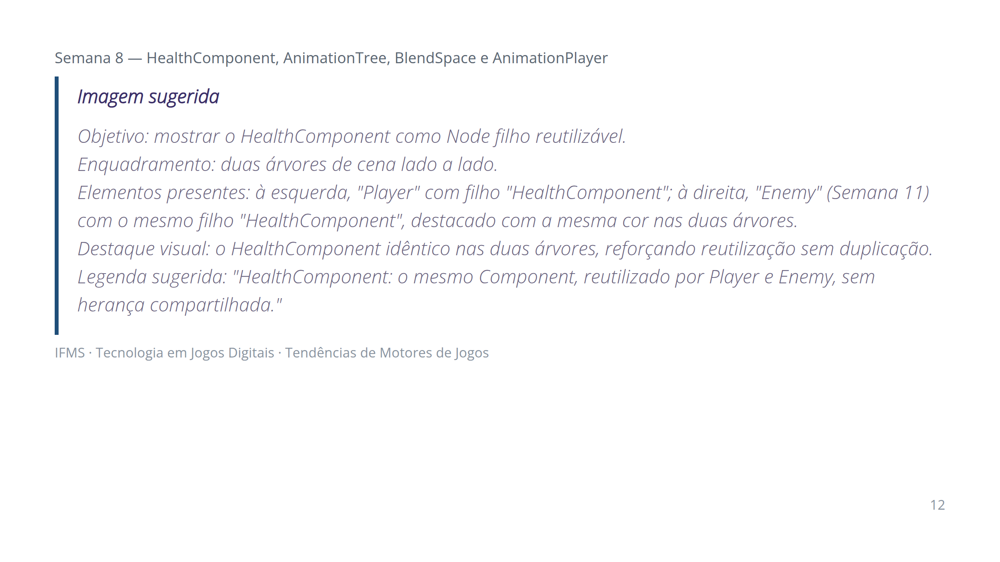 Semana 8 — HealthComponent, AnimationTree, BlendSpace e AnimationPlayer
Imagem sugerida
Objetivo: mostrar o HealthComponent como Node filho reutilizável.
Enquadramento: duas árvores de cena lado a lado.
Elementos presentes: à esquerda, "Player" com filho "HealthComponent"; à direita, "Enemy" (Semana 11)
com o mesmo filho "HealthComponent", destacado com a mesma cor nas duas árvores.
Destaque visual: o HealthComponent idêntico nas duas árvores, reforçando reutilização sem duplicação.
Legenda sugerida: "HealthComponent: o mesmo Component, reutilizado por Player e Enemy, sem
herança compartilhada."
IFMS · Tecnologia em Jogos Digitais · Tendências de Motores de Jogos
12